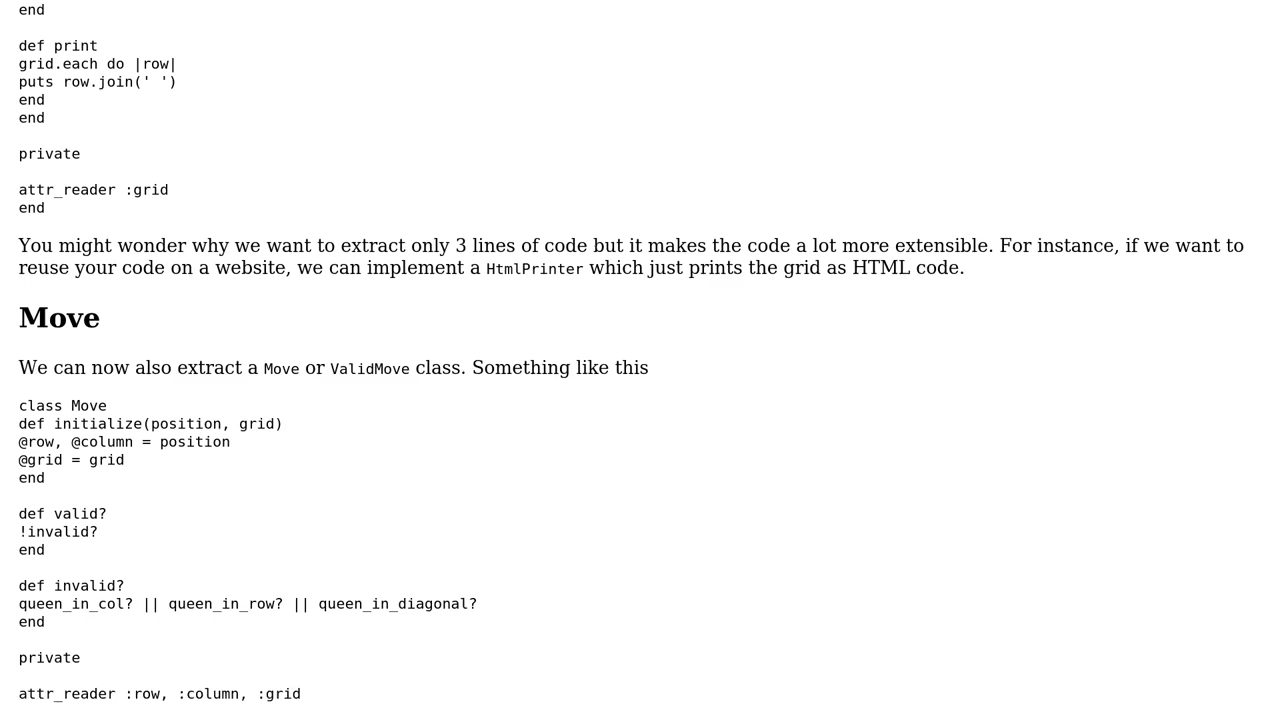 end
def print
grid.each do |row|
puts row.join(' ')
end
end
private
attr_reader :grid
end
You might wonder why we want to extract only 3 lines of code but it makes the code a lot more extensible. For instance, if we want to
reuse your code on a website, we can implement a HtmlPrinter which just prints the grid as HTML code.
Move
We can now also extract a Move or ValidMove class. Something like this
class Move
def initialize(position, grid)
@row, @column = position
@grid = grid
end
def valid?
!invalid?
end
def invalid?
queen_in_col? || queen_in_row? || queen_in_diagonal?
end
private
attr_reader :row, :column, :grid